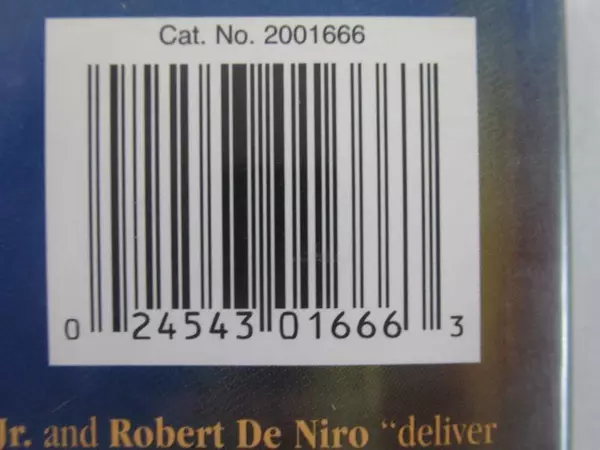 Cat. No. 2001666
0 24543 01666 3
Jr. and Robert De Niro “deliver